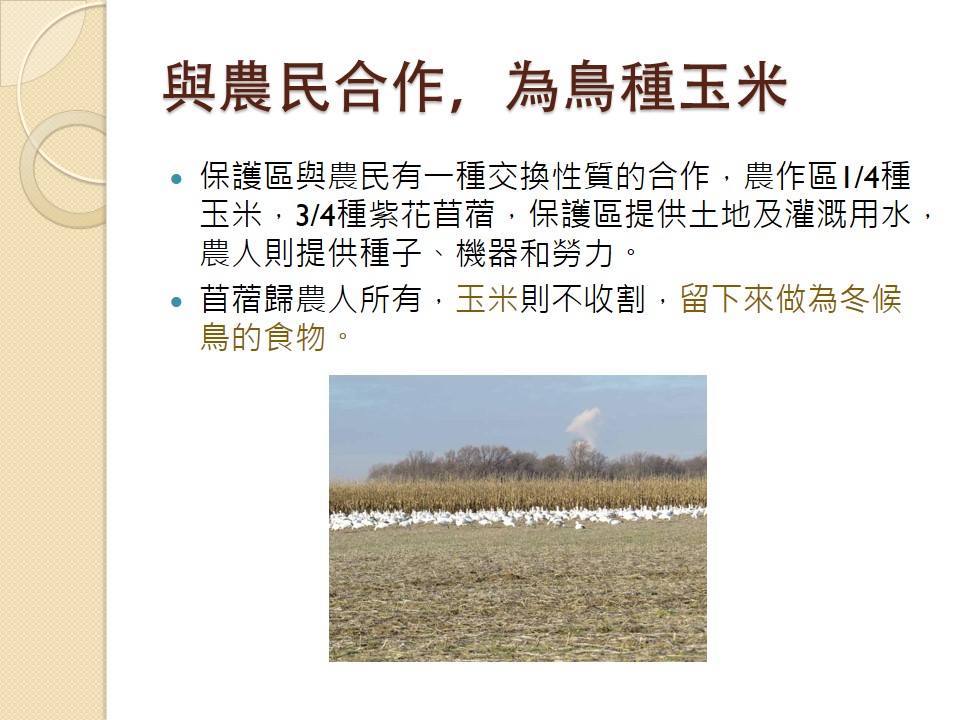 與農民合作，為鳥種玉米
保護區與農民有一種交換性質的合作，農作區1/4種
玉米，3/4種紫花苜蓿，保護區提供土地及灌溉用水，
農人則提供種子、機器和勞力。
苜蓿歸農人所有，玉米則不收割，留下來做為冬候
鳥的食物。